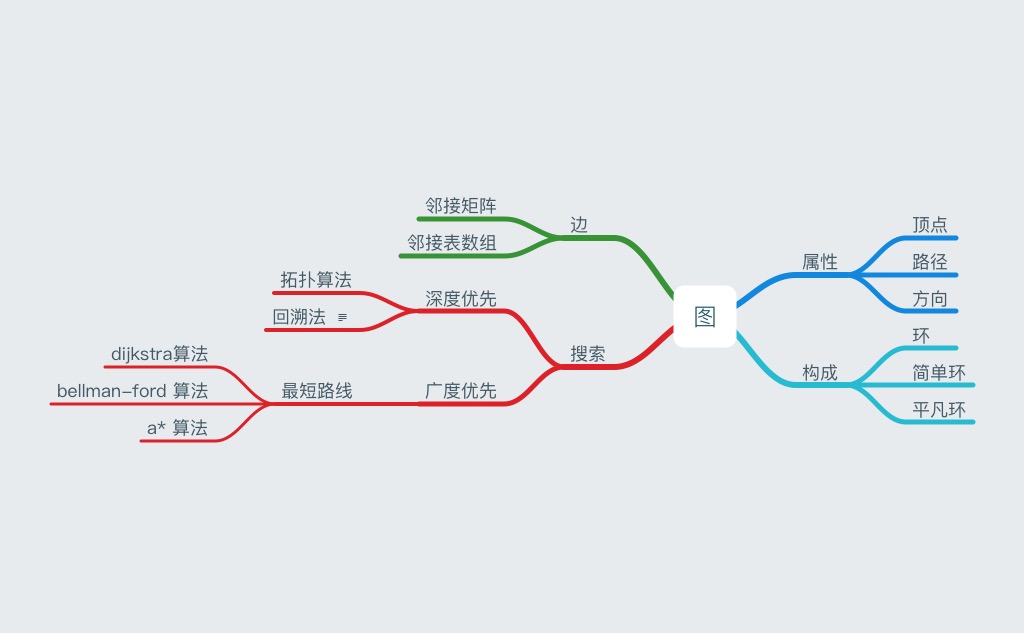 图
属性
顶点
路径
方向
构成
环
简单环
平凡环
边
邻接矩阵
邻接表数组
搜索
深度优先
拓扑算法
回溯法
广度优先
最短路线
dijkstra算法
bellman-ford 算法
a* 算法